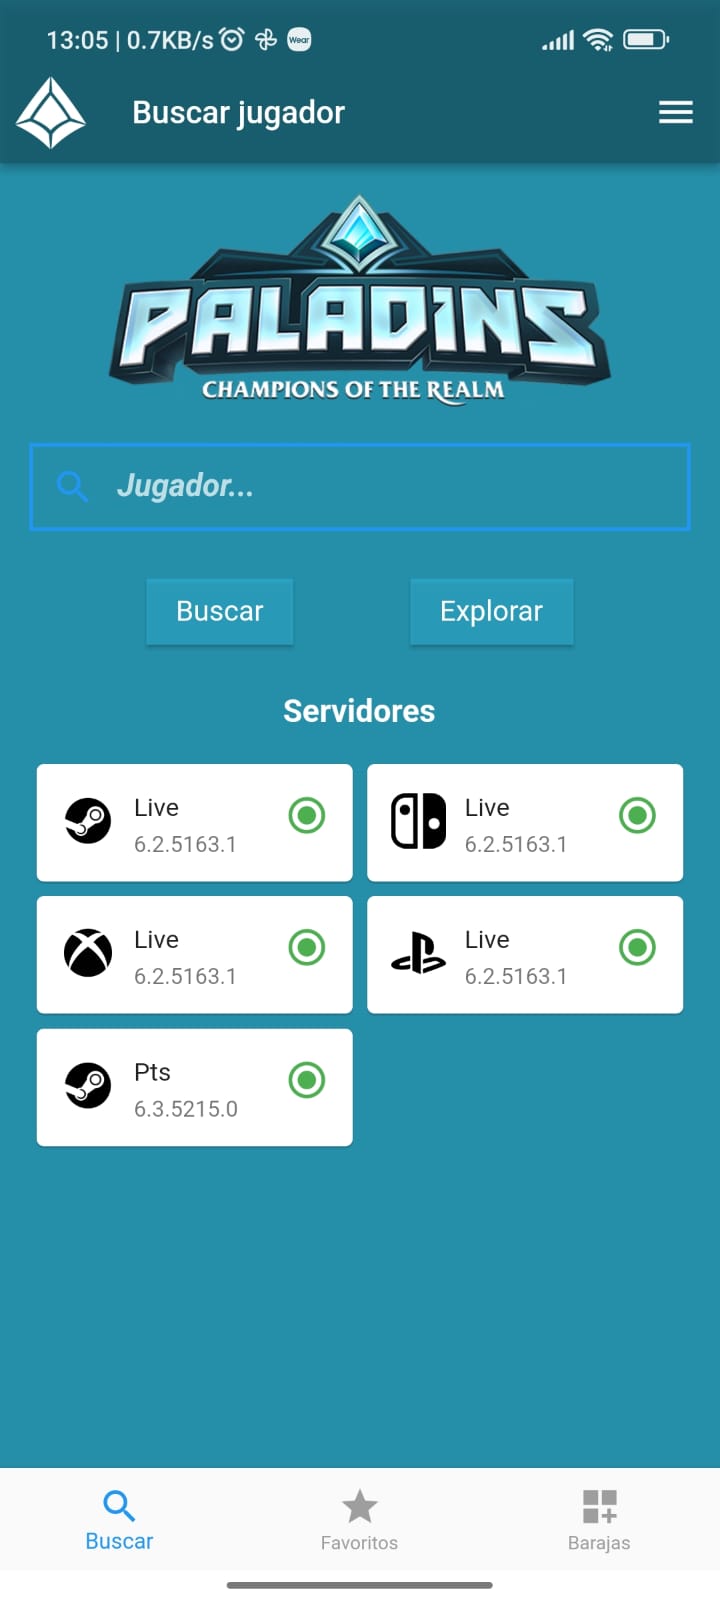 13:05 | 0.7KB/s Wear
Buscar jugador
PALADINS
CHAMPIONS OF THE REALM
Jugador...
Buscar Explorar
Servidores
Live Live
6.2.5163.1 6.2.5163.1
Live Live
6.2.5163.1 6.2.5163.1
Pts
6.3.5215.0
Buscar Favoritos Barajas